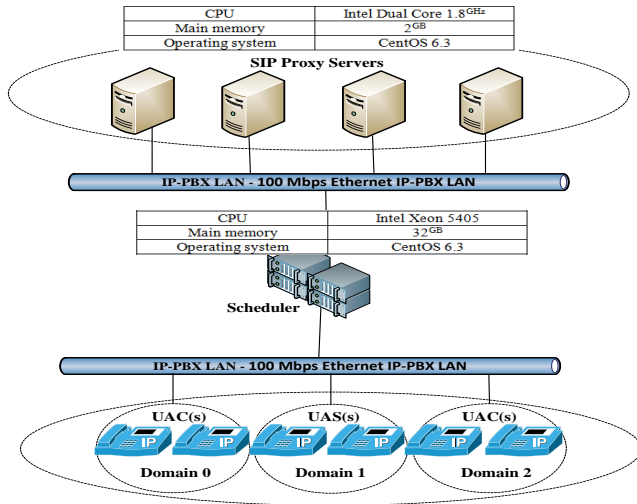 CPU Intel Dual Core 1.8GHz
Main memory 2GB
Operating system CentOS 6.3
SIP Proxy Servers
IP-PBX LAN - 100 Mbps Ethernet IP-PBX LAN
CPU Intel Xeon 5405
Main memory 32GB
Operating system CentOS 6.3
Scheduler
IP-PBX LAN - 100 Mbps Ethernet IP-PBX LAN
UAC(s) UAS(s) UAC(s)
IP IP IP IP IP IP
Domain 0 Domain 1 Domain 2